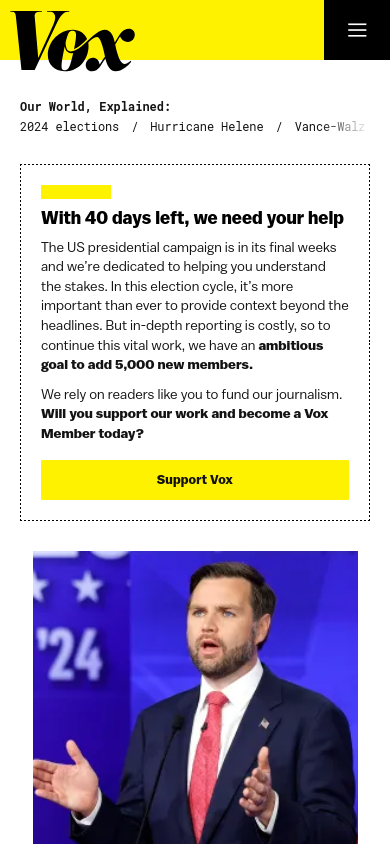 Vox
Our World, Explained:
2024 elections / Hurricane Helene / Vance-Walz
With 40 days left, we need your help
The US presidential campaign is in its final weeks
and we’re dedicated to helping you understand
the stakes. In this election cycle, it’s more
important than ever to provide context beyond the
headlines. But in-depth reporting is costly, so to
continue this vital work, we have an ambitious
goal to add 5,000 new members.
We rely on readers like you to fund our journalism.
Will you support our work and become a Vox
Member today?
Support Vox
’24